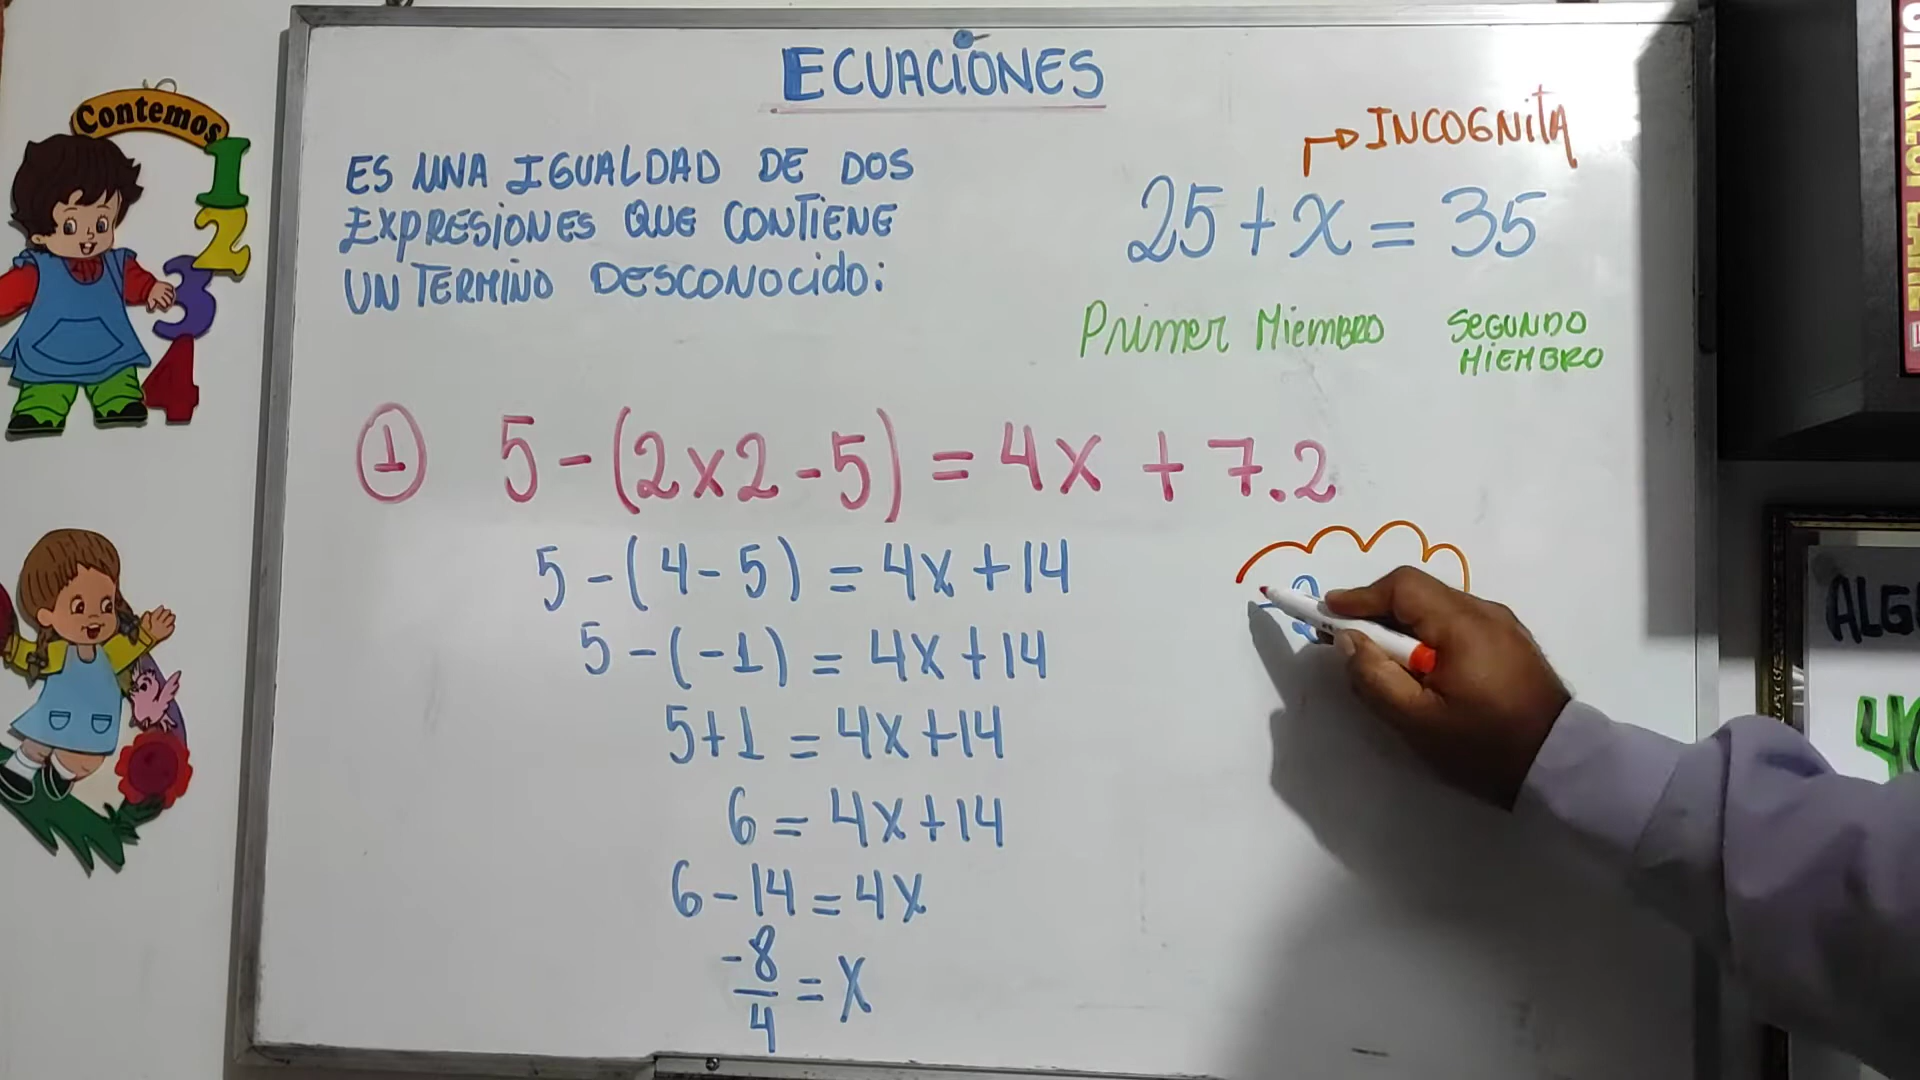 ECUACIONES
Contemos
1
2
3
4
ES UNA IGUALDAD DE DOS
EXPRESIONES QUE CONTIENE
UN TERMINO DESCONOCIDO:
INCOGNITA
25 + x = 35
Primer Miembro
SEGUNDO
MIEMBRO
① 5 - (2x2 - 5) = 4x + 7.2
5 - (4 - 5) = 4x + 14
5 - (-1) = 4x + 14
5 + 1 = 4x + 14
6 = 4x + 14
6 - 14 = 4x
-8/4 = x
-2